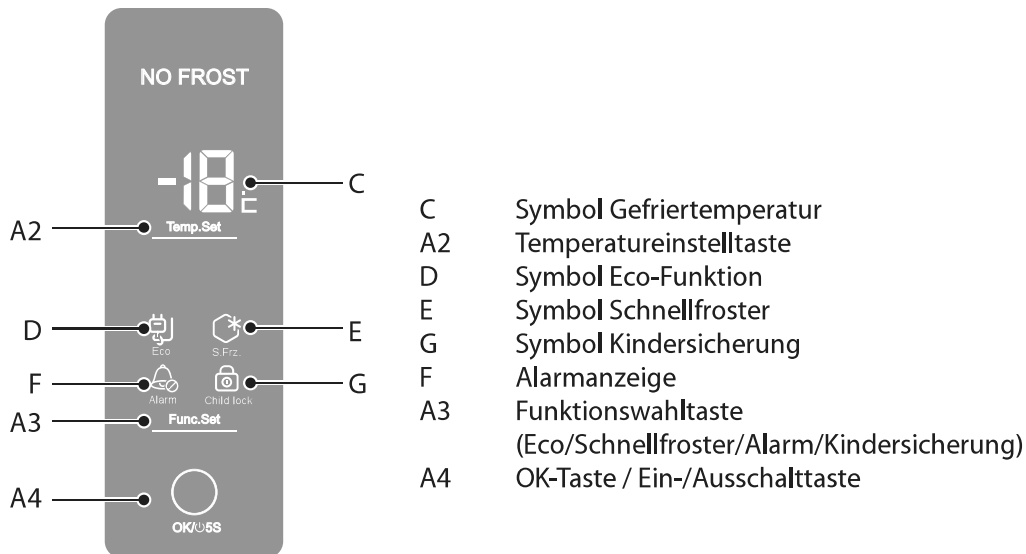 NO FROST
-18
C
A2
Temp.Set
D
E
Eco
S.Frz.
F
G
Alarm
Child lock
A3
Func.Set
A4
OK/⏻5S
C Symbol Gefriertemperatur
A2 Temperatureinstelltaste
D Symbol Eco-Funktion
E Symbol Schnellfroster
G Symbol Kindersicherung
F Alarmanzeige
A3 Funktionswahltaste
(Eco/Schnellfroster/Alarm/Kindersicherung)
A4 OK-Taste / Ein-/Ausschalttaste